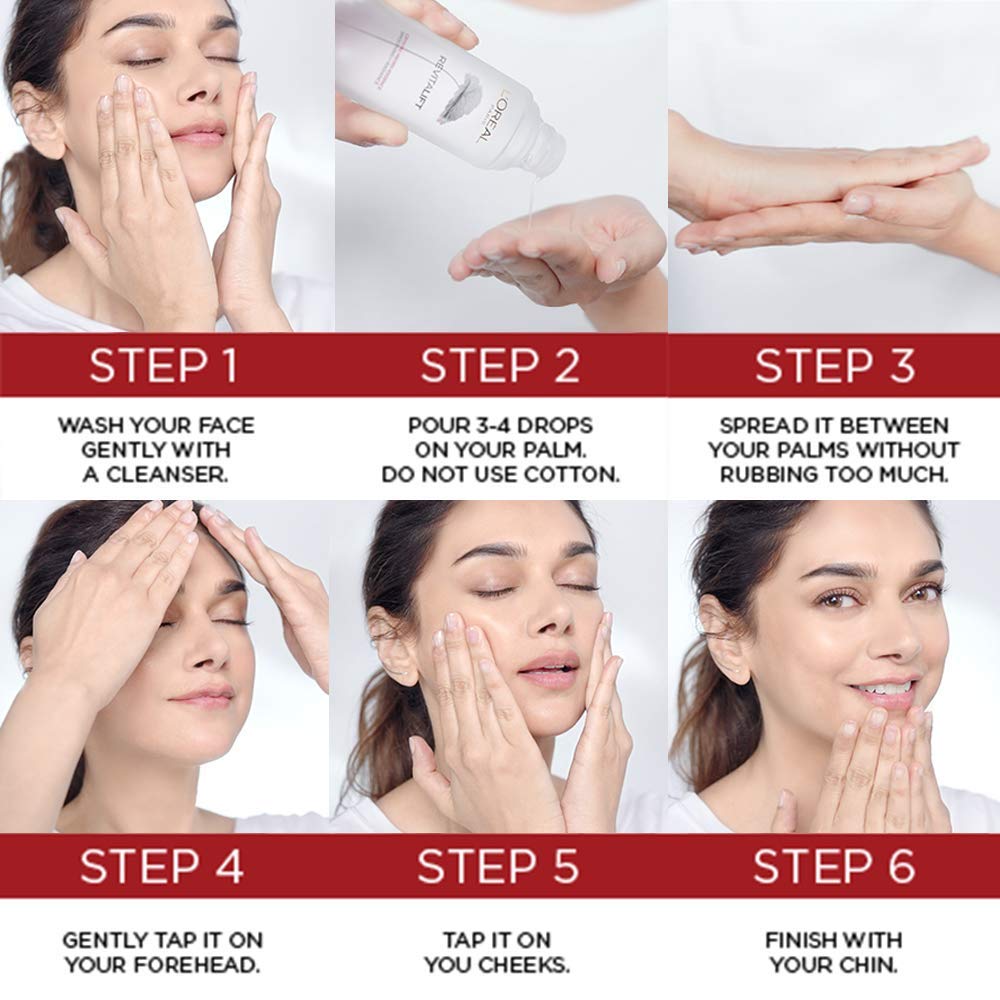 REVITALIFT
L'ORÉAL
PARIS
STEP 1
WASH YOUR FACE
GENTLY WITH
A CLEANSER.
STEP 2
POUR 3-4 DROPS
ON YOUR PALM.
DO NOT USE COTTON.
STEP 3
SPREAD IT BETWEEN
YOUR PALMS WITHOUT
RUBBING TOO MUCH.
STEP 4
GENTLY TAP IT ON
YOUR FOREHEAD.
STEP 5
TAP IT ON
YOU CHEEKS.
STEP 6
FINISH WITH
YOUR CHIN.